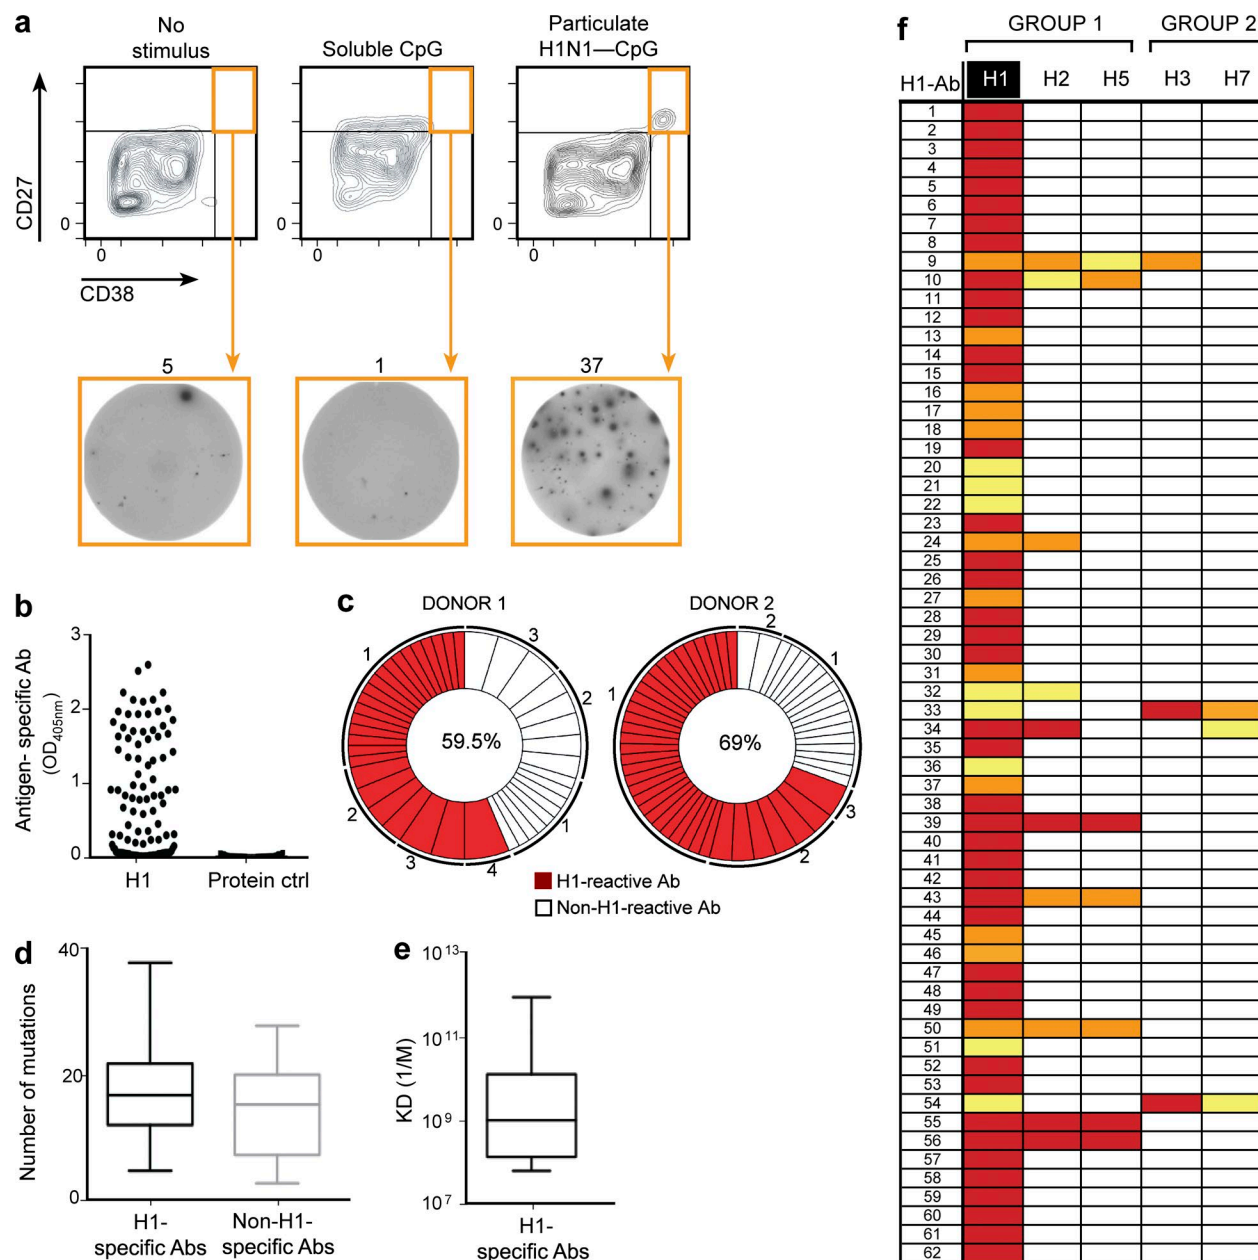 a
No
stimulus
Soluble CpG
Particulate
H1N1—CpG
CD27
0
0
0
0
0
0
CD38
5
1
37
b
Antigen- specific Ab
(OD405nm)
3
2
1
0
H1
Protein ctrl
c
DONOR 1
DONOR 2
1
3
2
1
4
3
2
59.5%
2
1
3
2
1
69%
H1-reactive Ab
Non-H1-reactive Ab
d
Number of mutations
40
20
0
H1-
specific Abs
Non-H1-
specific Abs
e
KD (1/M)
10^13
10^11
10^9
10^7
H1-
specific Abs
f
GROUP 1
GROUP 2
H1-Ab
H1
H2
H5
H3
H7
1
2
3
4
5
6
7
8
9
10
11
12
13
14
15
16
17
18
19
20
21
22
23
24
25
26
27
28
29
30
31
32
33
34
35
36
37
38
39
40
41
42
43
44
45
46
47
48
49
50
51
52
53
54
55
56
57
58
59
60
61
62